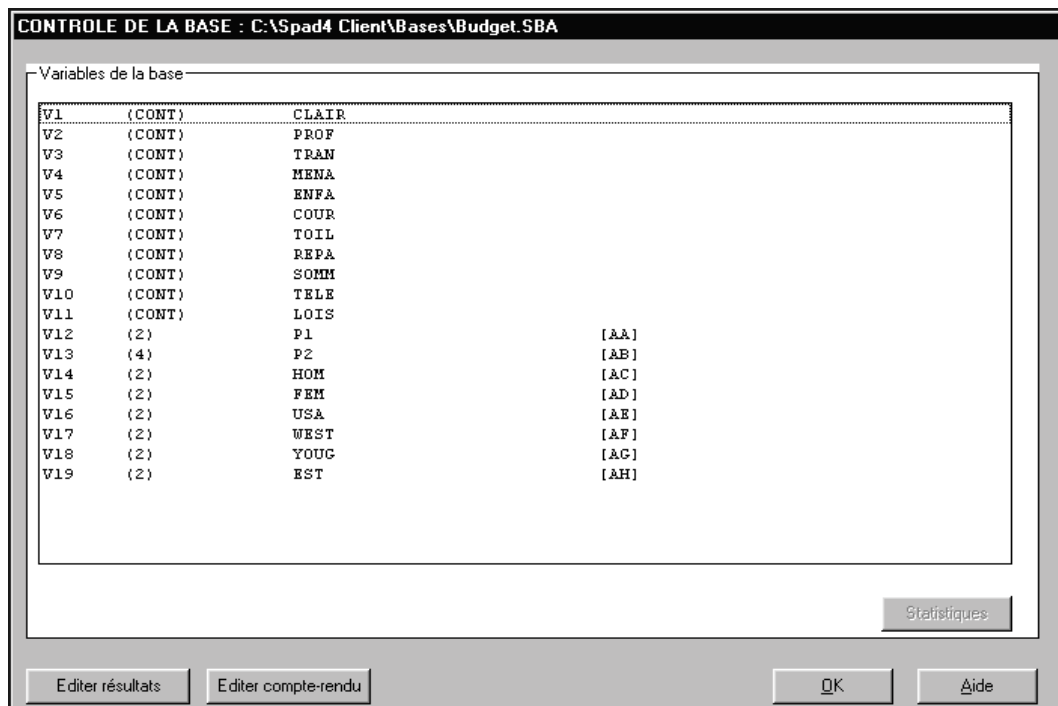 CONTROLE DE LA BASE : C:\Spad4 Client\Bases\Budget.SBA
Variables de la base
V1 (CONT) CLAIR
V2 (CONT) PROF
V3 (CONT) TRAN
V4 (CONT) MENA
V5 (CONT) ENFA
V6 (CONT) COUR
V7 (CONT) TOIL
V8 (CONT) REPA
V9 (CONT) SOMM
V10 (CONT) TELE
V11 (CONT) LOIS
V12 (2) P1 [AA]
V13 (4) P2 [AB]
V14 (2) HOM [AC]
V15 (2) FEM [AD]
V16 (2) USA [AE]
V17 (2) WEST [AF]
V18 (2) YOUG [AG]
V19 (2) EST [AH]
Statistiques
Editer résultats Editer compte-rendu OK Aide